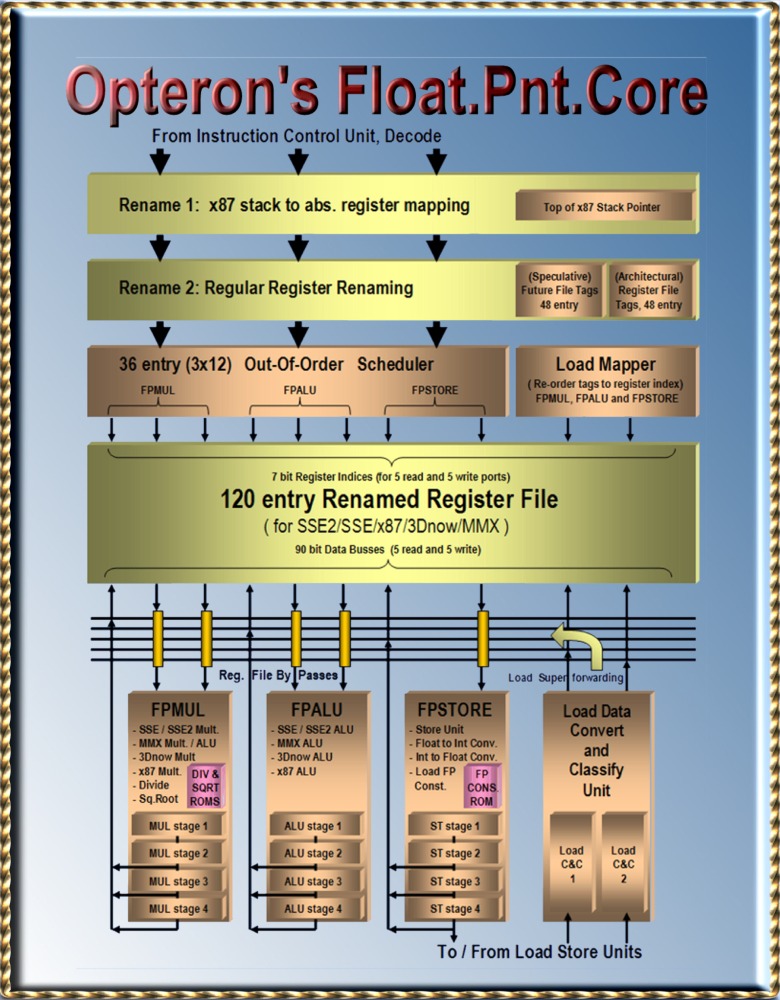 Opteron's Float.Pnt.Core
From Instruction Control Unit, Decode
Rename 1: x87 stack to abs. register mapping
Top of x87 Stack Pointer
Rename 2: Regular Register Renaming
(Speculative)
Future File Tags
48 entry
(Architectural)
Register File
Tags, 48 entry
36 entry (3x12) Out-Of-Order Scheduler
FPMUL
FPALU
FPSTORE
Load Mapper
( Re-order tags to register index)
FPMUL, FPALU and FPSTORE
7 bit Register Indices (for 5 read and 5 write ports)
120 entry Renamed Register File
( for SSE2/SSE/x87/3Dnow/MMX )
90 bit Data Busses (5 read and 5 write)
Reg. File By Passes
Load Super forwarding
FPMUL
- SSE / SSE2 Mult.
- MMX Mult. / ALU
- 3Dnow Mult
- x87 Mult.
- Divide
- Sq.Root
DIV &
SQRT
ROMS
MUL stage 1
MUL stage 2
MUL stage 3
MUL stage 4
FPALU
- SSE / SSE2 ALU
- MMX ALU
- 3Dnow ALU
- x87 ALU
ALU stage 1
ALU stage 2
ALU stage 3
ALU stage 4
FPSTORE
- Store Unit
- Float to Int Conv.
- Int to Float Conv.
- Load FP
Const.
FP
CONS.
ROM
ST stage 1
ST stage 2
ST stage 3
ST stage 4
Load Data
Convert
and
Classify
Unit
Load
C&C
1
Load
C&C
2
To / From Load Store Units